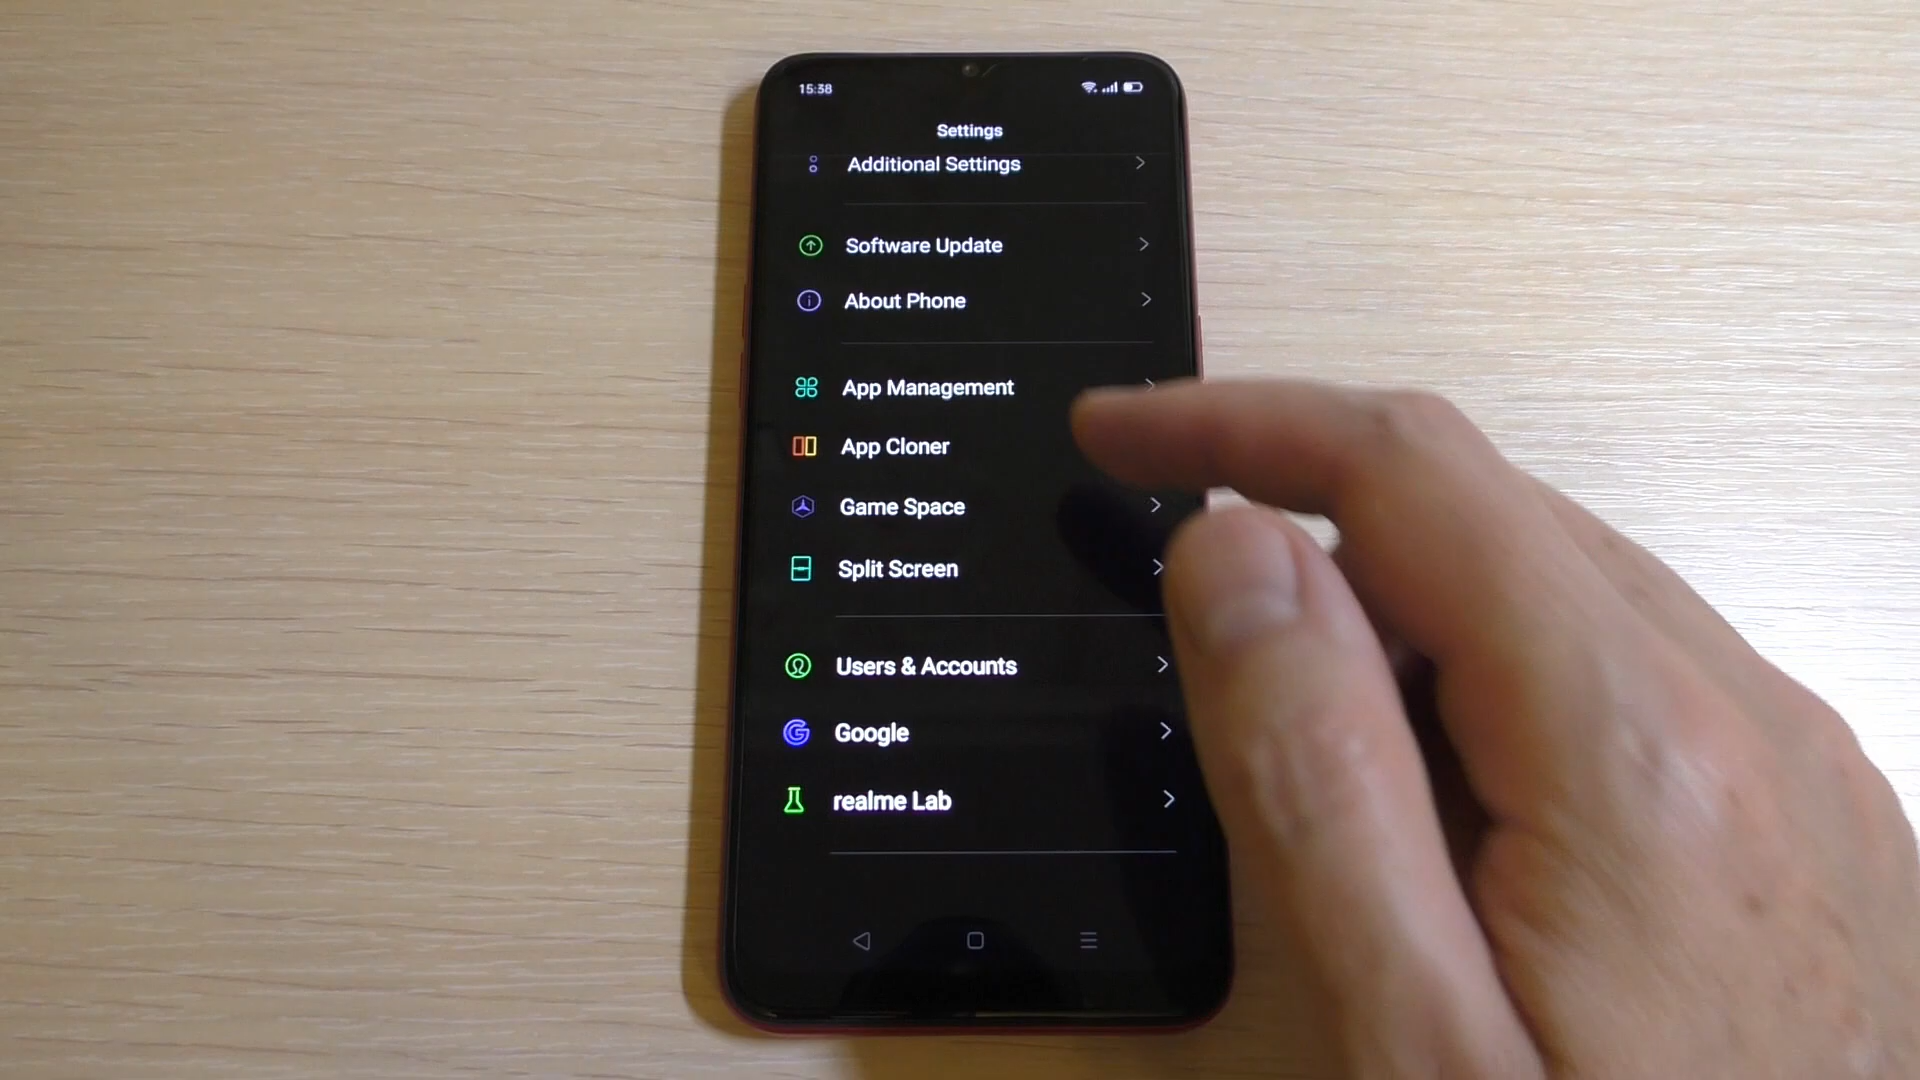 15:38
Settings
Additional Settings
Software Update
About Phone
App Management
App Cloner
Game Space
Split Screen
Users & Accounts
Google
realme Lab